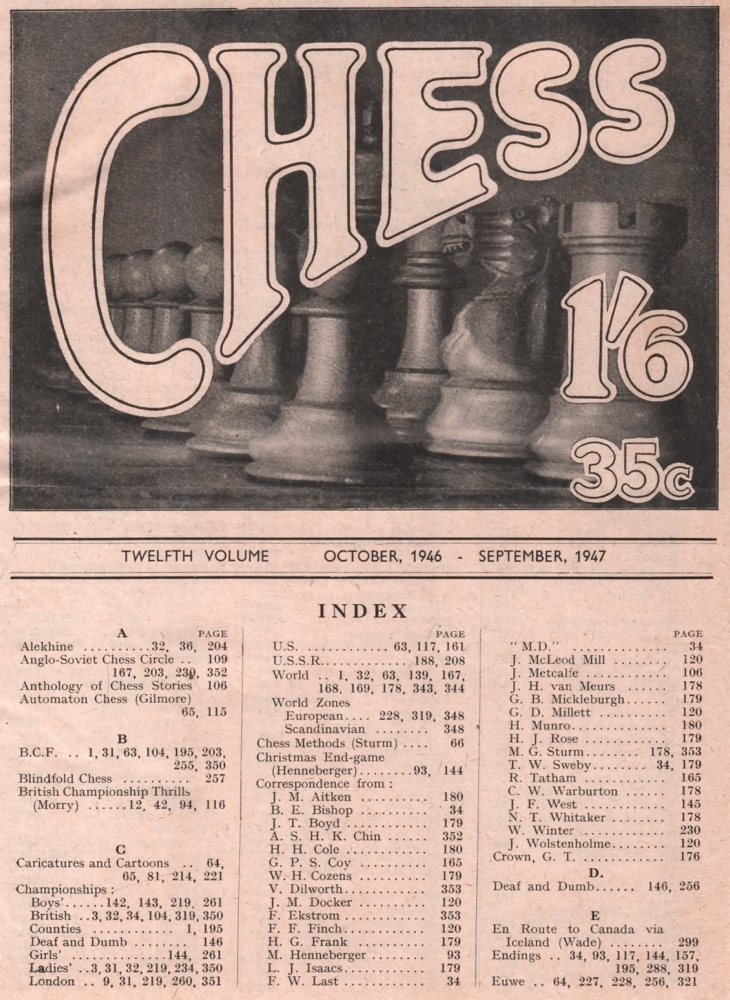 CHESS
1/6
35c
TWELFTH VOLUME OCTOBER, 1946 - SEPTEMBER, 1947
INDEX
A PAGE
Alekhine ..........32, 36, 204
Anglo-Soviet Chess Circle .. 109
167, 203, 239, 352
Anthology of Chess Stories 106
Automaton Chess (Gilmore)
65, 115
B
B.C.F. .. 1, 31, 63, 104, 195, 203,
255, 350
Blindfold Chess .......... 257
British Championship Thrills
(Morry) ......12, 42, 94, 116
C
Caricatures and Cartoons .. 64,
65, 81, 214, 221
Championships :
Boys'......142, 143, 219, 261
British ..3, 32, 34, 104, 319, 350
Counties ............ 1, 195
Deaf and Dumb ....... 146
Girls' ............144, 261
Ladies' ..3, 31, 32, 219, 234, 350
London .. 9, 31, 219, 260, 351
PAGE
U.S. ............ 63, 117, 161
U.S.S.R............. 188, 208
World .. 1, 32, 63, 139, 167,
168, 169, 178, 343, 344
World Zones
European.... 228, 319, 348
Scandinavian ....... 348
Chess Methods (Sturm) .... 66
Christmas End-game
(Henneberger)........93, 144
Correspondence from :
J. M. Aitken .......... 180
B. E. Bishop .......... 34
J. T. Boyd ............ 179
A. S. H. K. Chin ...... 352
H. H. Cole ............ 180
G. P. S. Coy .......... 165
W. H. Cozens .......... 179
V. Dilworth............ 353
J. M. Docker .......... 120
F. Ekstrom ............ 353
F. F. Finch............ 120
H. G. Frank .......... 179
M. Henneberger ........ 93
L. J. Isaacs............ 179
F. W. Last ............ 34
PAGE
" M.D." .............. 34
J. McLeod Mill ........ 120
J. Metcalfe ............ 106
J. H. van Meurs ...... 178
G. B. Mickleburgh...... 179
G. D. Millett .......... 120
H. Munro.............. 180
H. J. Rose ............ 179
M. G. Sturm........ 178, 353
T. W. Sweby........ 34, 179
R. Tatham ............ 165
C. W. Warburton ...... 178
J. F. West ............ 145
N. T. Whitaker ........ 178
W. Winter ............ 230
J. Wolstenholme........ 120
Crown, G. T. ............ 176
D.
Deaf and Dumb...... 146, 256
E
En Route to Canada via
Iceland (Wade) ........ 299
Endings .. 34, 93, 117, 144, 157,
195, 288, 319
Euwe .. 64, 227, 228, 256, 321